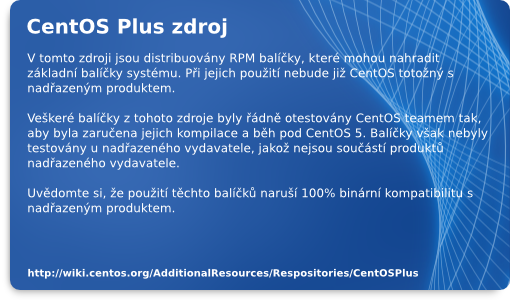 CentOS Plus zdroj
V tomto zdroji jsou distribuovány RPM balíčky, které mohou nahradit
základní balíčky systému. Při jejich použití nebude již CentOS totožný s
nadřazeným produktem.
Veškeré balíčky z tohoto zdroje byly řádně otestovány CentOS teamem tak,
aby byla zaručena jejich kompilace a běh pod CentOS 5. Balíčky však nebyly
testovány u nadřazeného vydavatele, jakož nejsou součástí produktů
nadřazeného vydavatele.
Uvědomte si, že použití těchto balíčků naruší 100% binární kompatibilitu s
nadřazeným produktem.
http://wiki.centos.org/AdditionalResources/Respositories/CentOSPlus